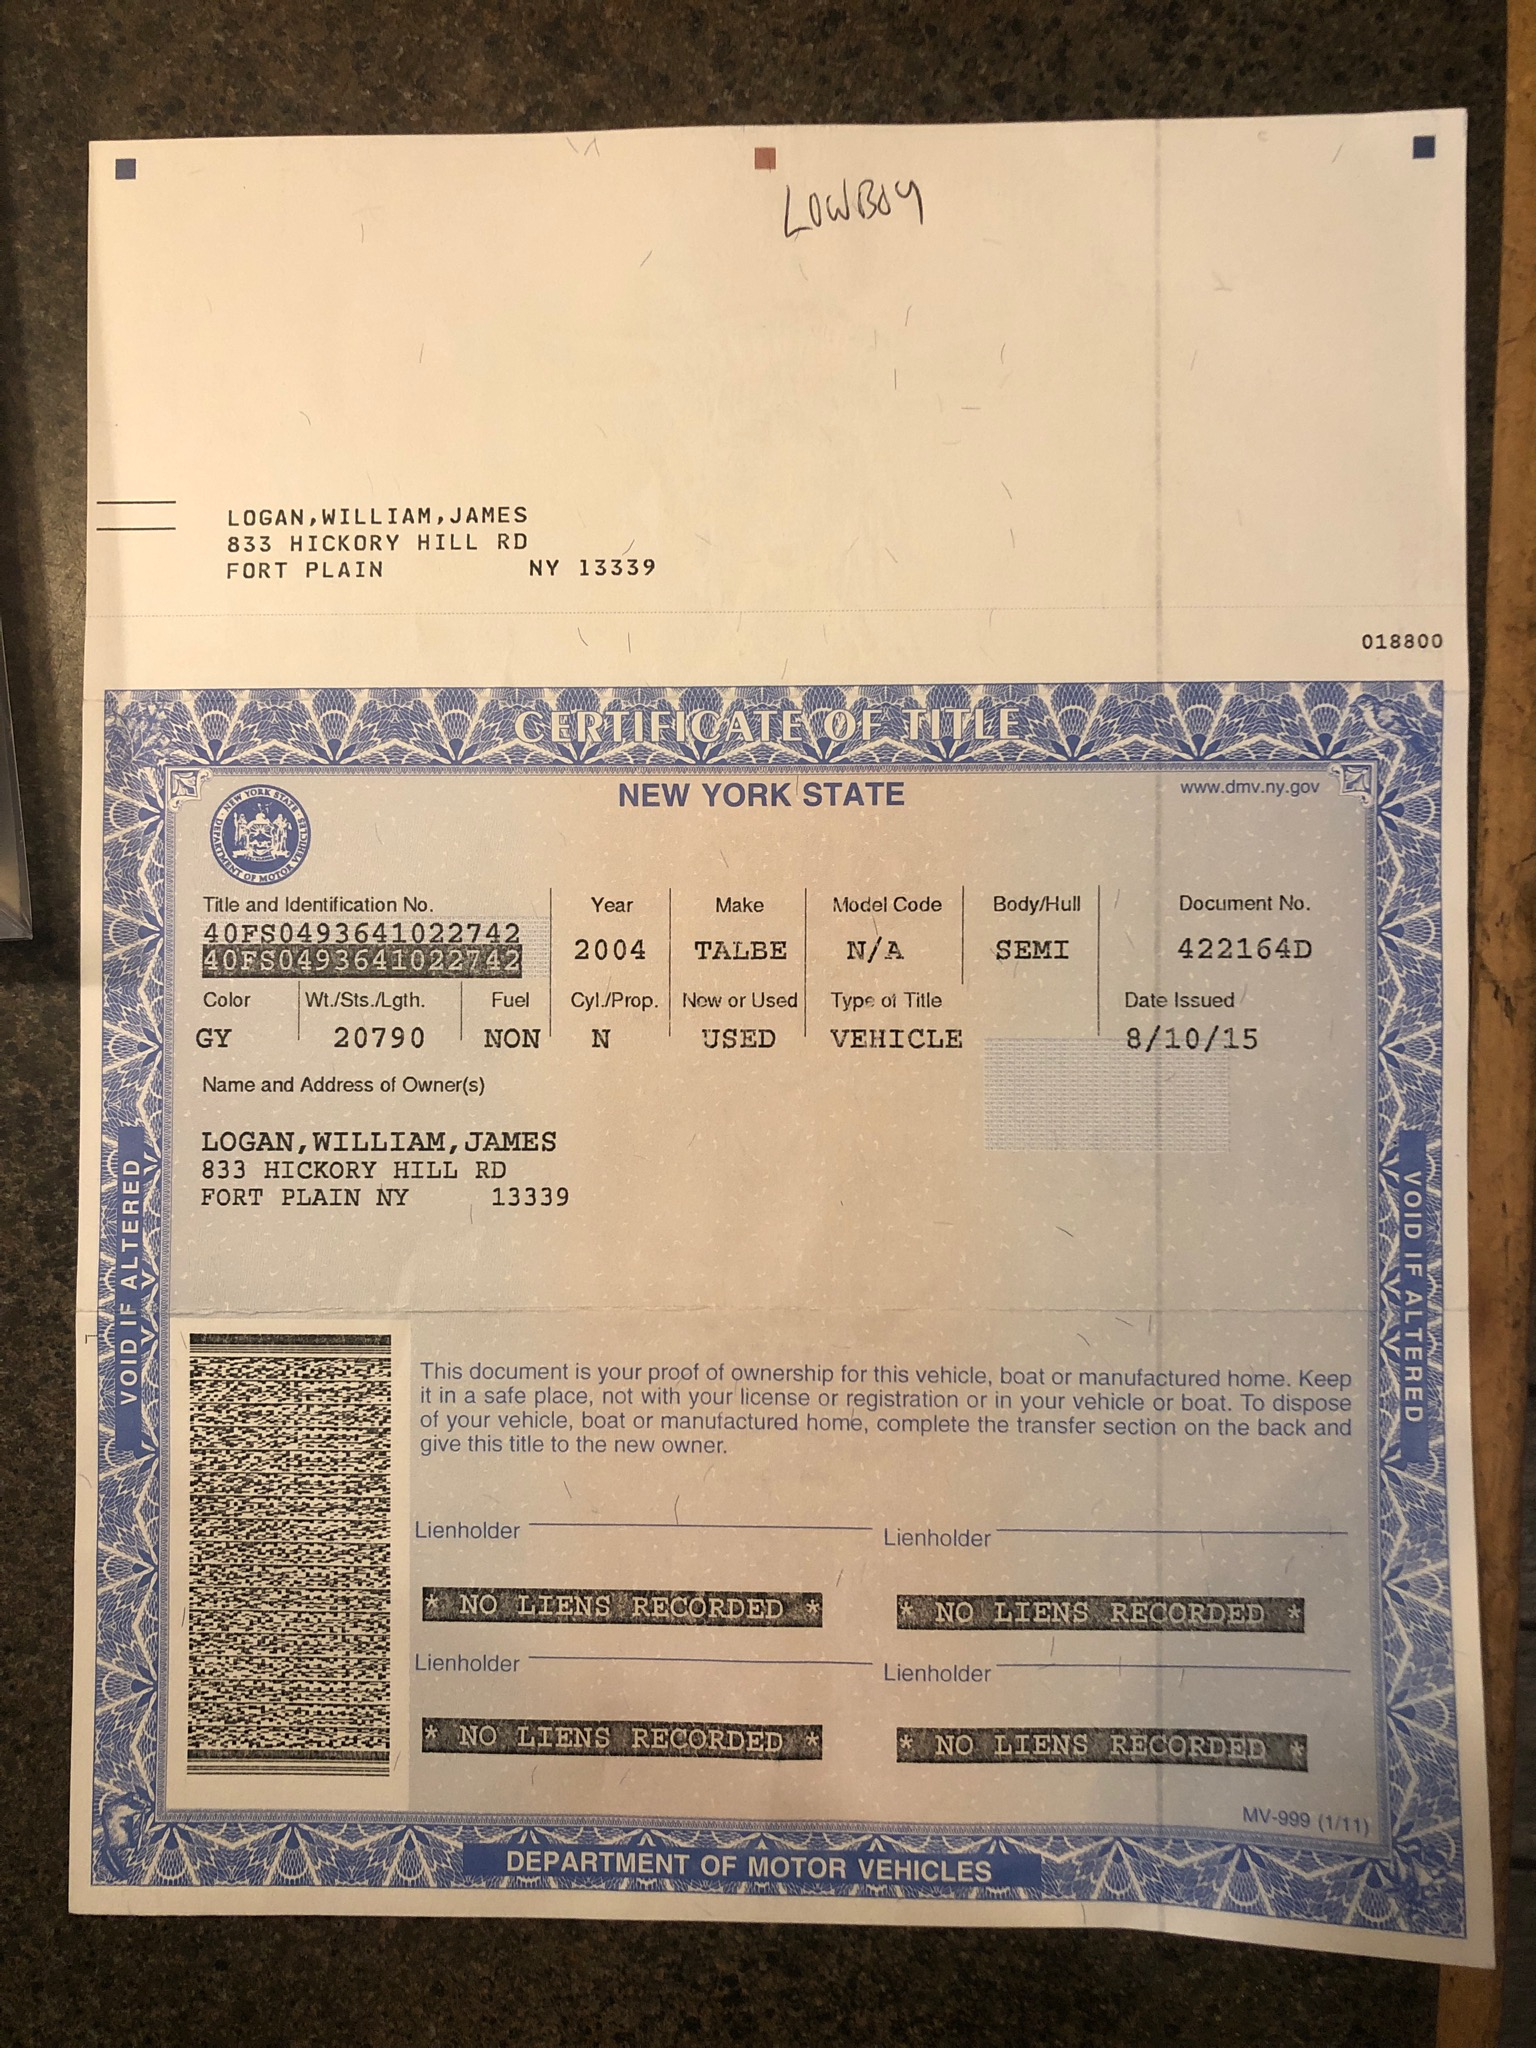 LOWBOY
LOGAN,WILLIAM,JAMES
833 HICKORY HILL RD
FORT PLAIN NY 13339
018800
CERTIFICATE OF TITLE
NEW YORK STATE
www.dmv.ny.gov
NEW YORK STATE · DEPARTMENT OF MOTOR VEHICLES
Title and Identification No. Year Make Model Code Body/Hull Document No.
40FS0493641022742
40FS0493641022742
2004 TALBE N/A SEMI 422164D
Color Wt./Sts./Lgth. Fuel Cyl./Prop. New or Used Type of Title Date Issued
GY 20790 NON N USED VEHICLE 8/10/15
Name and Address of Owner(s)
LOGAN,WILLIAM,JAMES
833 HICKORY HILL RD
FORT PLAIN NY 13339
VOID IF ALTERED
VOID IF ALTERED
This document is your proof of ownership for this vehicle, boat or manufactured home. Keep
it in a safe place, not with your license or registration or in your vehicle or boat. To dispose
of your vehicle, boat or manufactured home, complete the transfer section on the back and
give this title to the new owner.
Lienholder Lienholder
* NO LIENS RECORDED * * NO LIENS RECORDED *
Lienholder Lienholder
* NO LIENS RECORDED * * NO LIENS RECORDED *
MV-999 (1/11)
DEPARTMENT OF MOTOR VEHICLES